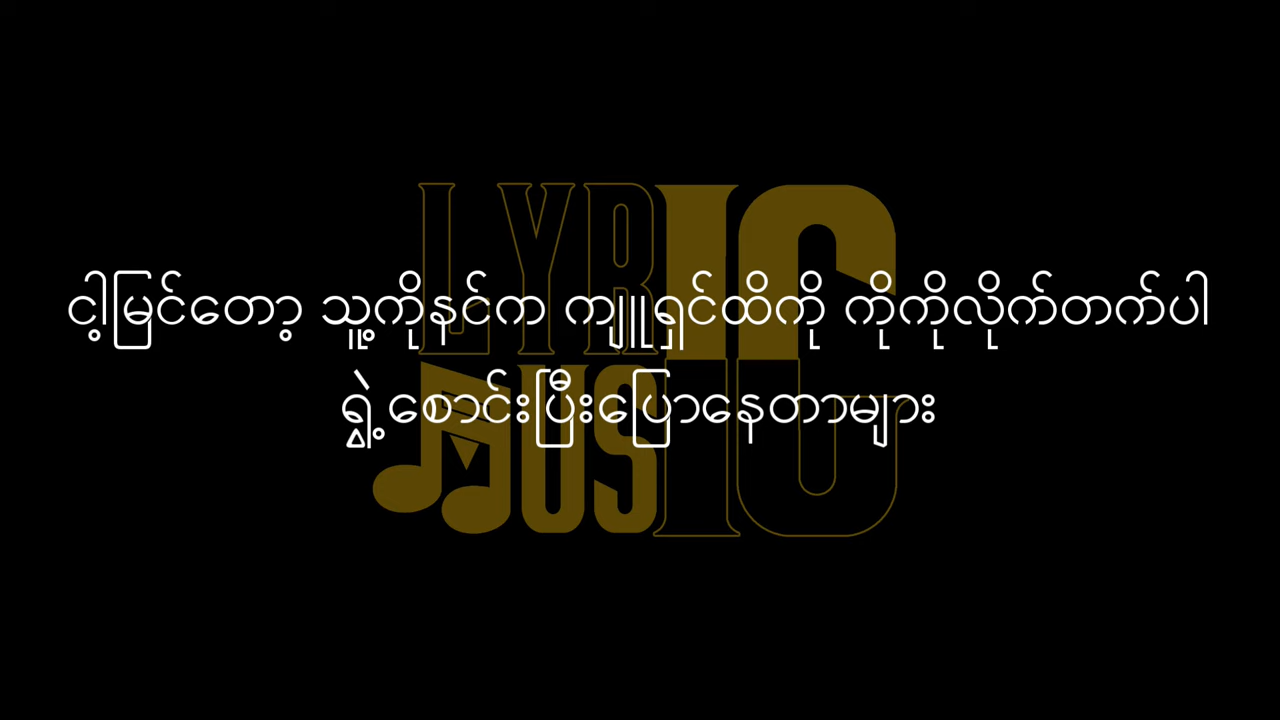 ငါ့မြင်တော့ သူ့ကိုနင်က ကျူရှင်ထိကို ကိုကိုလိုက်တက်ပါ
ရွှဲ့စောင်းပြီးပြောနေတာများ
LYRIC
MUSIC